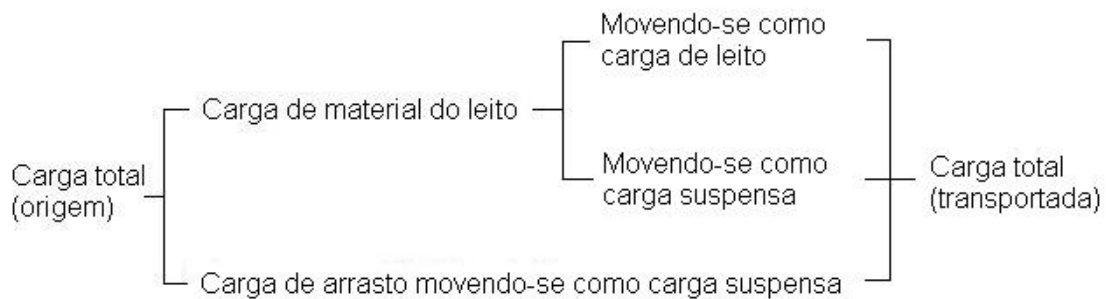 Movendo-se como
carga de leito
Carga de material do leito
Movendo-se como
carga suspensa
Carga total
(origem)
Carga total
(transportada)
Carga de arrasto movendo-se como carga suspensa